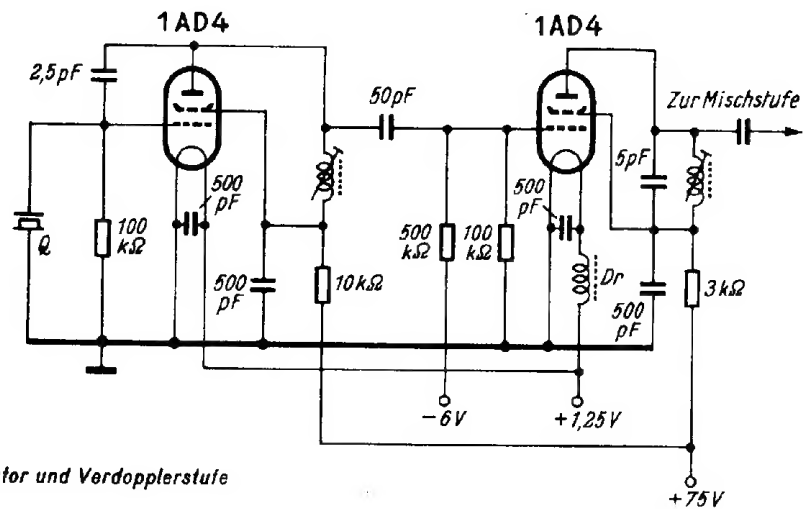 1AD4
1AD4
2,5pF
50pF
Zur Mischstufe
5pF
500
pF
500
pF
Q
100
kΩ
500
kΩ
100
kΩ
Dr
500
pF
10kΩ
500
pF
3kΩ
-6V
+1,25V
tor und Verdopplerstufe
+75V